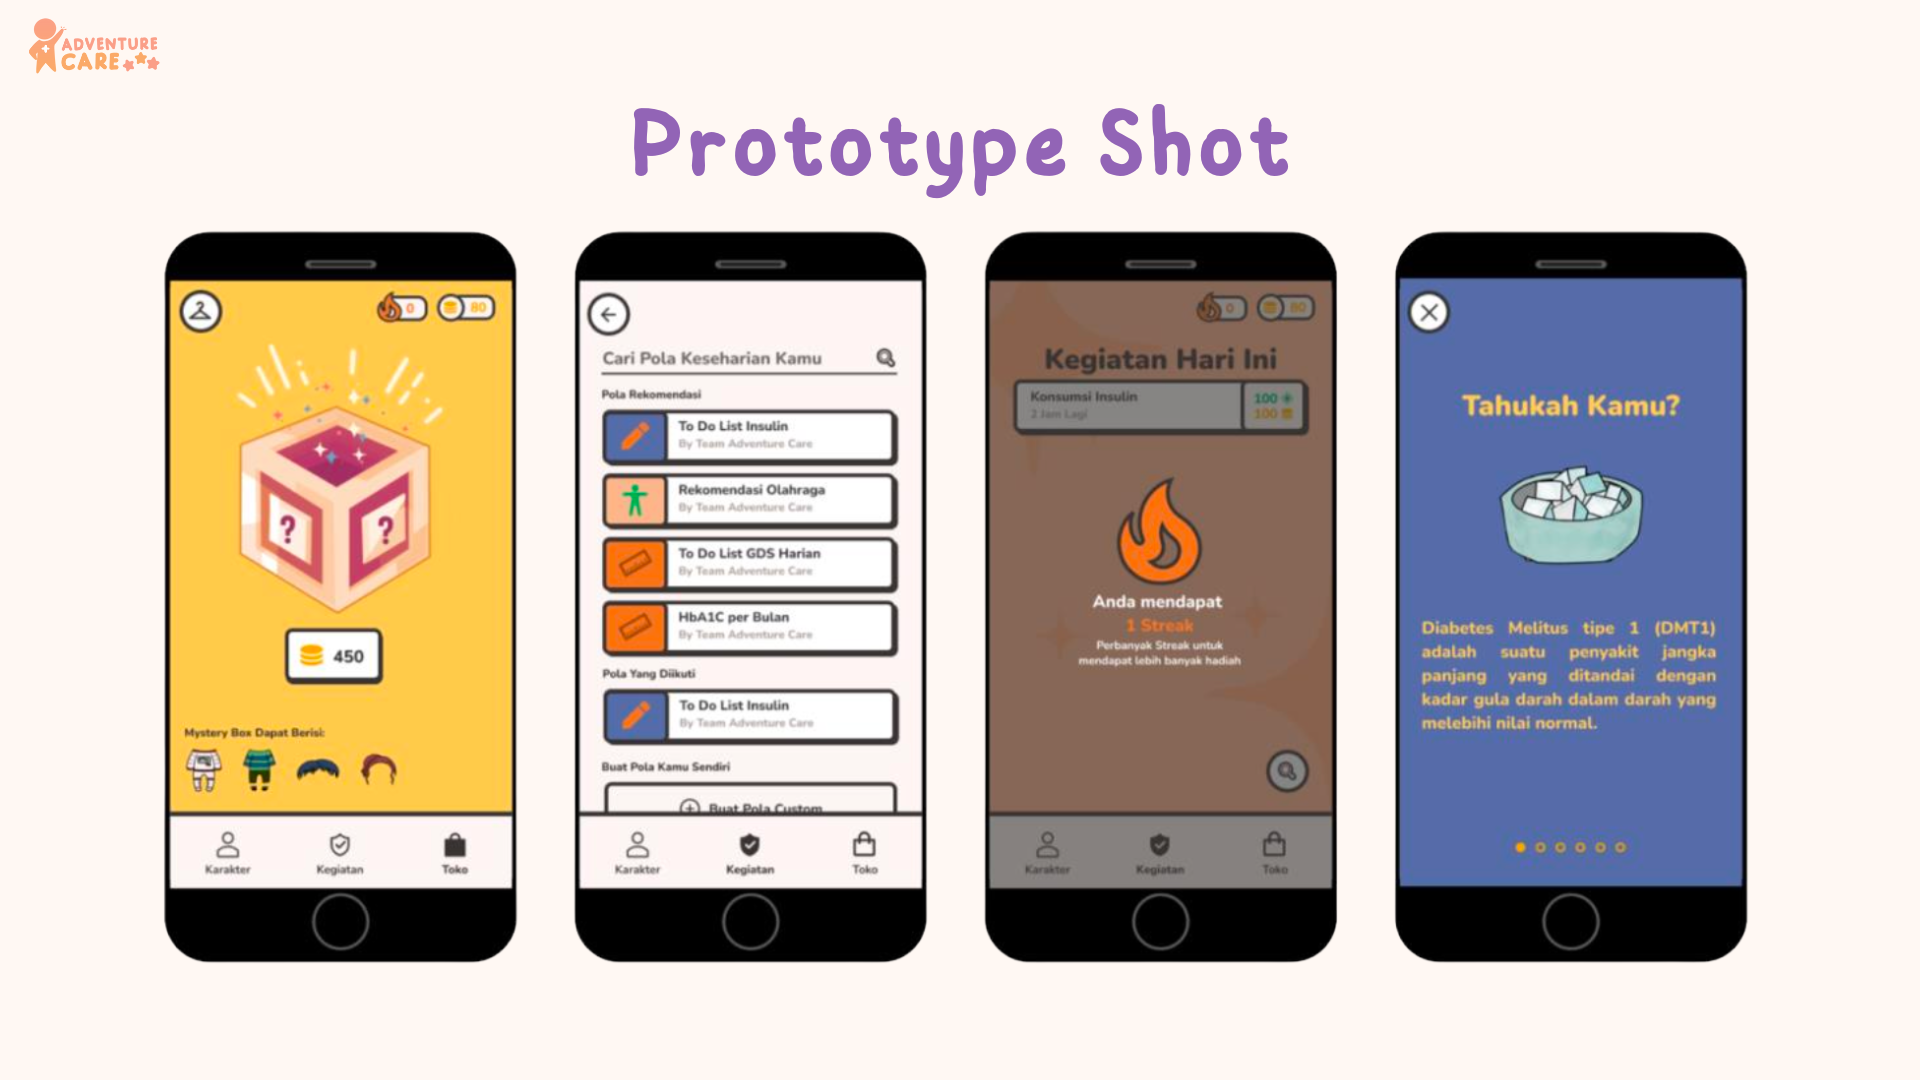 ADVENTURE
CARE
Prototype Shot
0
80
? ?
450
Mystery Box Dapat Berisi:
Karakter
Kegiatan
Toko
Cari Pola Keseharian Kamu
Pola Rekomendasi
To Do List Insulin
By Team Adventure Care
Rekomendasi Olahraga
By Team Adventure Care
To Do List GDS Harian
By Team Adventure Care
HbA1C per Bulan
By Team Adventure Care
Pola Yang Diikuti
To Do List Insulin
By Team Adventure Care
Buat Pola Kamu Sendiri
Buat Pola Custom
Karakter
Kegiatan
Toko
0
80
Kegiatan Hari Ini
Konsumsi Insulin
2 Jam Lagi
100
100
Anda mendapat
1 Streak
Perbanyak Streak untuk
mendapat lebih banyak hadiah
Karakter
Kegiatan
Toko
Tahukah Kamu?
Diabetes Melitus tipe 1 (DMT1)
adalah suatu penyakit jangka
panjang yang ditandai dengan
kadar gula darah dalam darah yang
melebihi nilai normal.